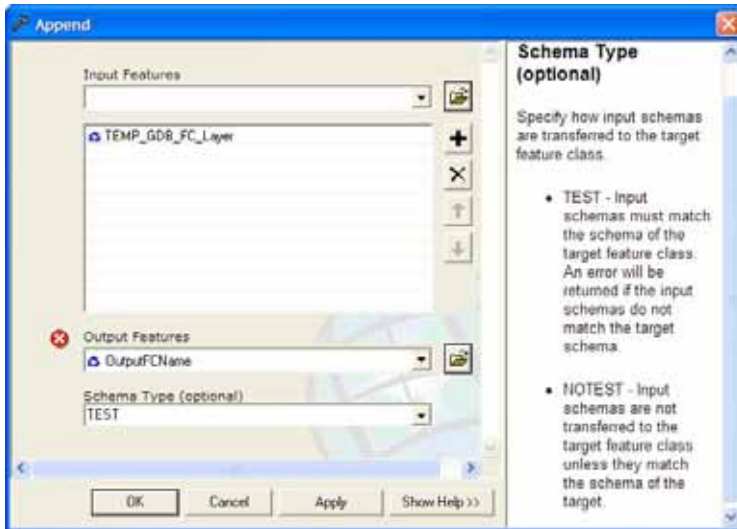 Append
Input Features
TEMP_GDB_FC_Layer
Output Features
OutputFCName
Schema Type (optional)
TEST
OK
Cancel
Apply
Show Help >>
Schema Type
(optional)
Specify how input schemas
are transferred to the target
feature class.
• TEST - Input
schemas must match
the schema of the
target feature class.
An error will be
returned if the input
schemas do not
match the target
schema.
• NOTEST - Input
schemas are not
transferred to the
target feature class
unless they match
the schema of the
target.